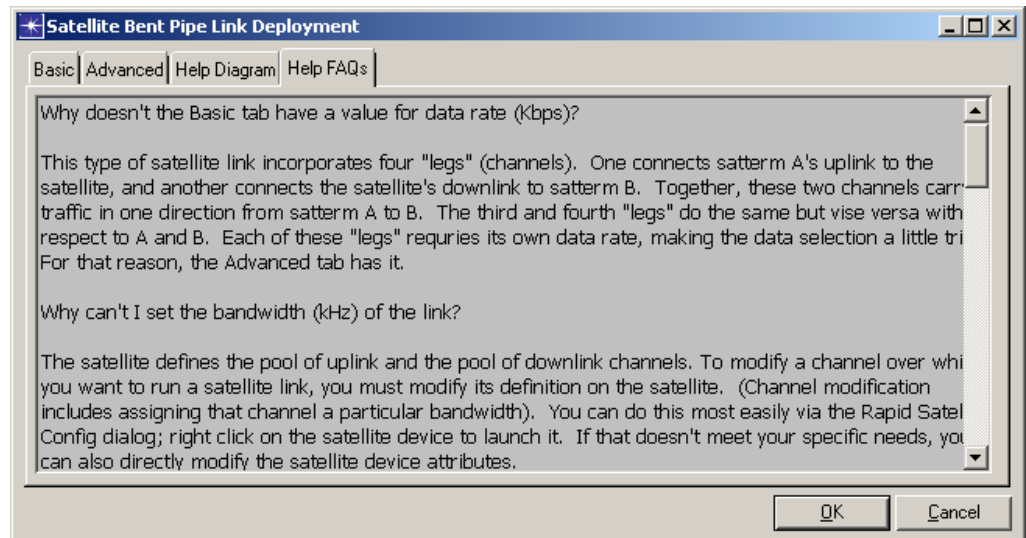 Satellite Bent Pipe Link Deployment
Basic Advanced Help Diagram Help FAQs
Why doesn't the Basic tab have a value for data rate (Kbps)?
This type of satellite link incorporates four "legs" (channels). One connects satterm A's uplink to the
satellite, and another connects the satellite's downlink to satterm B. Together, these two channels carr
traffic in one direction from satterm A to B. The third and fourth "legs" do the same but vise versa with
respect to A and B. Each of these "legs" requries its own data rate, making the data selection a little tri
For that reason, the Advanced tab has it.
Why can't I set the bandwidth (kHz) of the link?
The satellite defines the pool of uplink and the pool of downlink channels. To modify a channel over whi
you want to run a satellite link, you must modify its definition on the satellite. (Channel modification
includes assigning that channel a particular bandwidth). You can do this most easily via the Rapid Satel
Config dialog; right click on the satellite device to launch it. If that doesn't meet your specific needs, you
can also directly modify the satellite device attributes.
OK Cancel